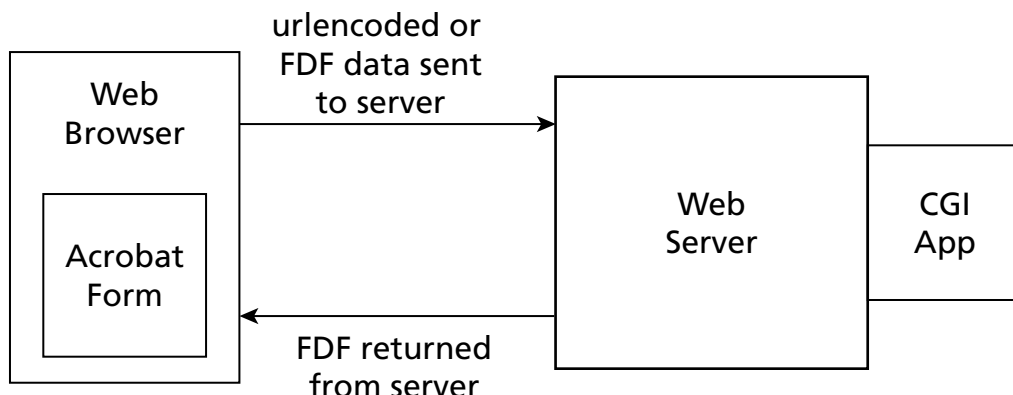 urlencoded or
FDF data sent
to server
Web
Browser
Acrobat
Form
Web
Server
CGI
App
FDF returned
from server